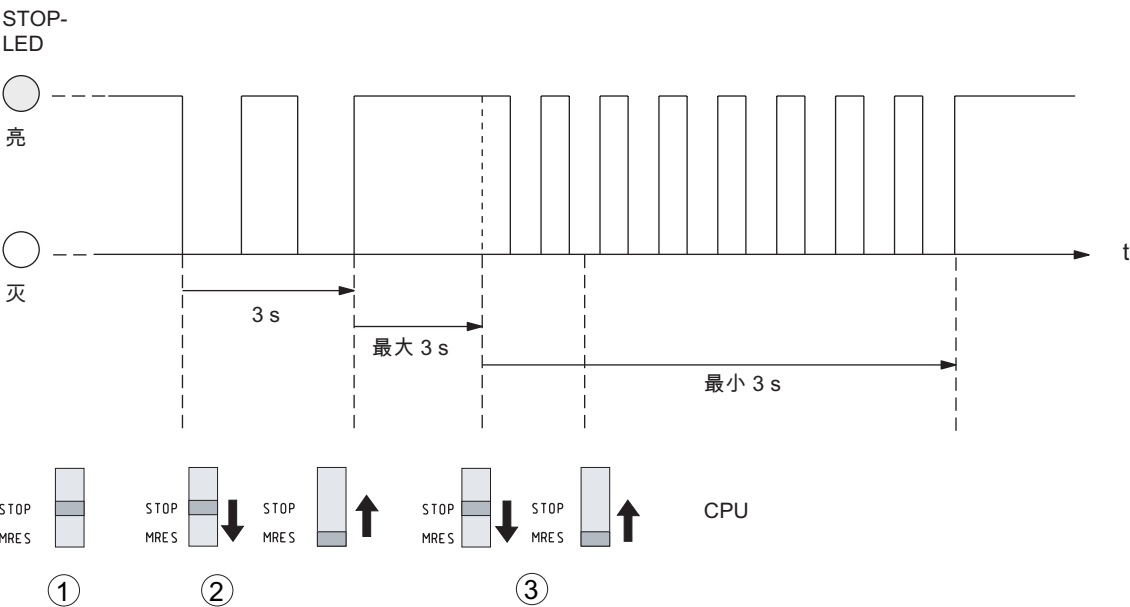 STOP-
LED
亮
灭
t
3 s
最大 3 s
最小 3 s
STOP
MRES
STOP
MRES
STOP
MRES
STOP
MRES
STOP
MRES
CPU
1
2
3